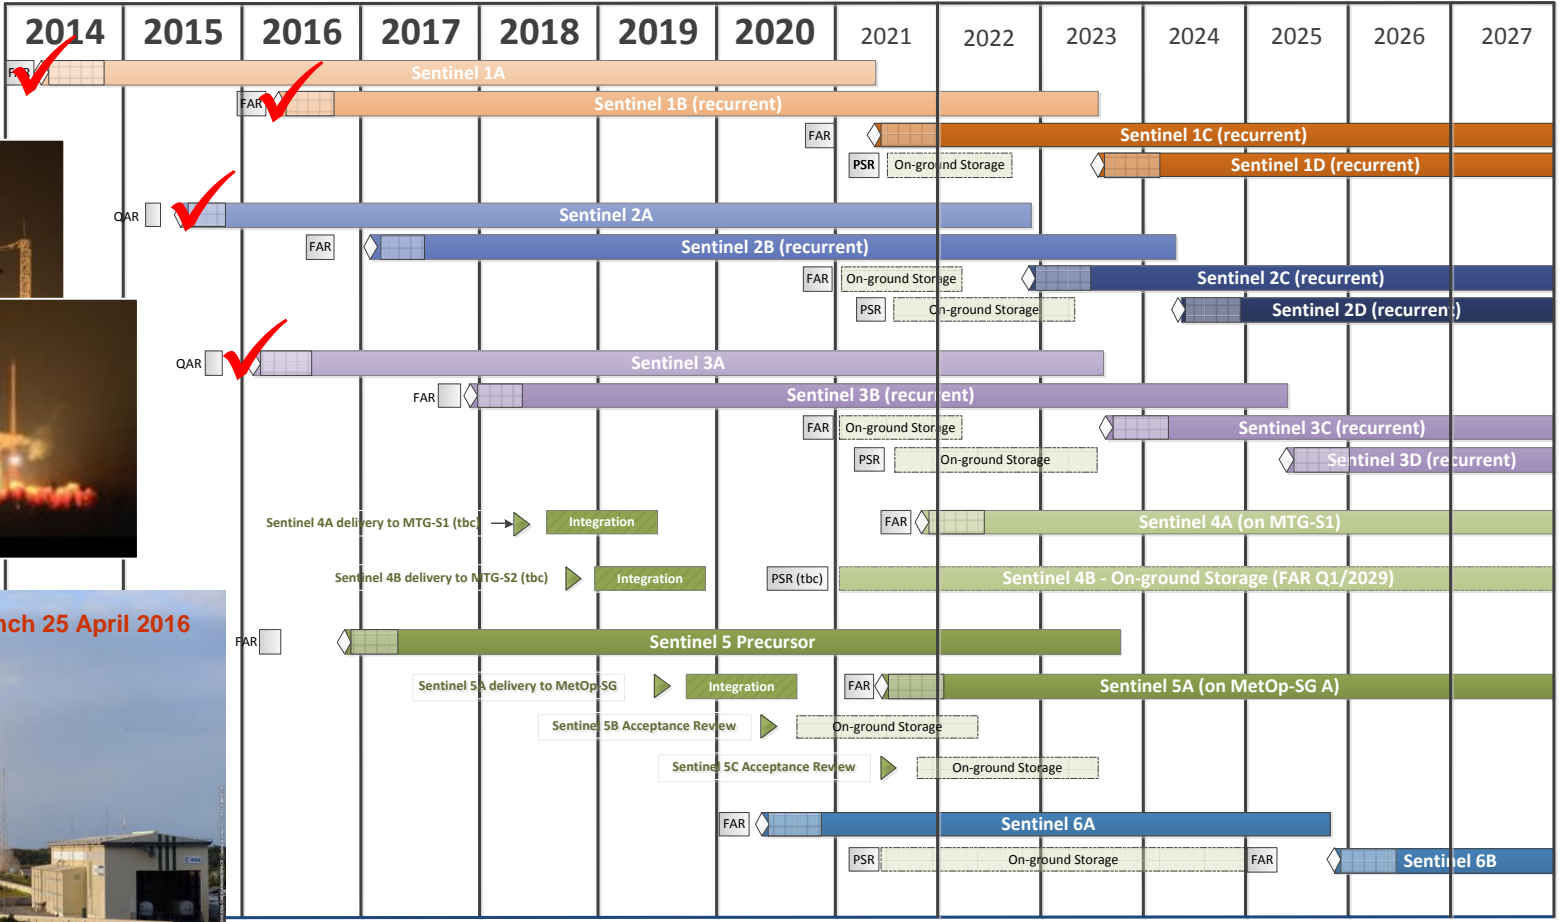 2014 2015 2016 2017 2018 2019 2020 2021 2022 2023 2024 2025 2026 2027
FAR Sentinel 1A
FAR Sentinel 1B (recurrent)
FAR Sentinel 1C (recurrent)
PSR On-ground Storage Sentinel 1D (recurrent)
QAR Sentinel 2A
FAR Sentinel 2B (recurrent)
FAR On-ground Storage Sentinel 2C (recurrent)
PSR On-ground Storage Sentinel 2D (recurrent)
QAR Sentinel 3A
FAR Sentinel 3B (recurrent)
FAR On-ground Storage Sentinel 3C (recurrent)
PSR On-ground Storage Sentinel 3D (recurrent)
Sentinel 4A delivery to MTG-S1 (tbc) Integration FAR Sentinel 4A (on MTG-S1)
Sentinel 4B delivery to MTG-S2 (tbc) Integration PSR (tbc) Sentinel 4B - On-ground Storage (FAR Q1/2029)
nch 25 April 2016
FAR Sentinel 5 Precursor
Sentinel 5A delivery to MetOp-SG Integration FAR Sentinel 5A (on MetOp-SG A)
Sentinel 5B Acceptance Review On-ground Storage
Sentinel 5C Acceptance Review On-ground Storage
FAR Sentinel 6A
PSR On-ground Storage FAR Sentinel 6B